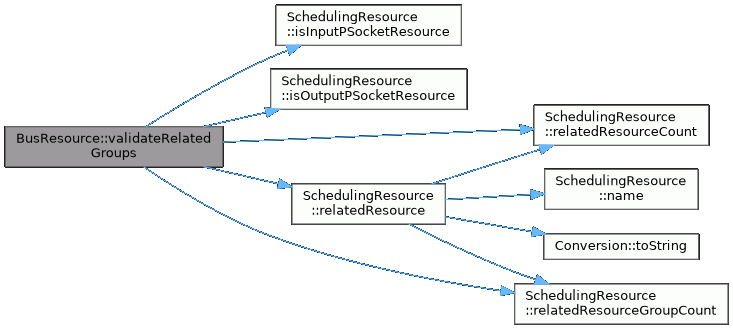 SchedulingResource
::isInputPSocketResource
SchedulingResource
::isOutputPSocketResource
BusResource::validateRelated
Groups
SchedulingResource
::relatedResourceCount
SchedulingResource
::relatedResource
SchedulingResource
::name
Conversion::toString
SchedulingResource
::relatedResourceGroupCount